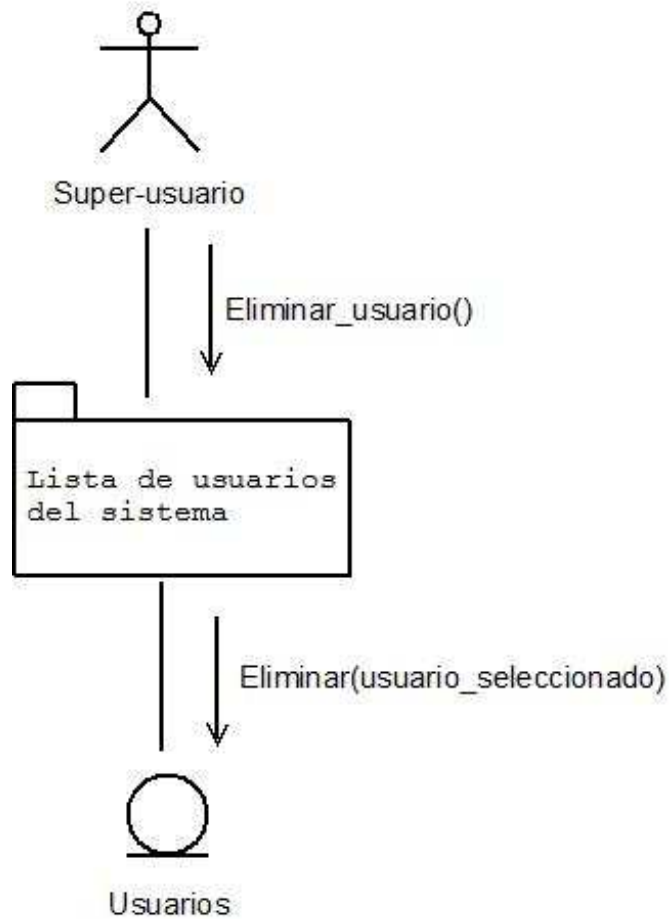 Super-usuario
Eliminar_usuario()
Lista de usuarios
del sistema
Eliminar(usuario_seleccionado)
Usuarios